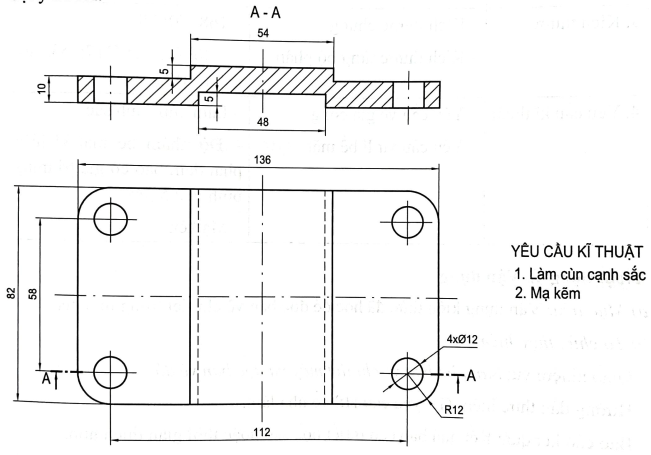 A - A
54
5
10
5
48
136
82
58
YÊU CẦU KĨ THUẬT
1. Làm cùn cạnh sắc
2. Mạ kẽm
4xØ12
A
A
R12
112